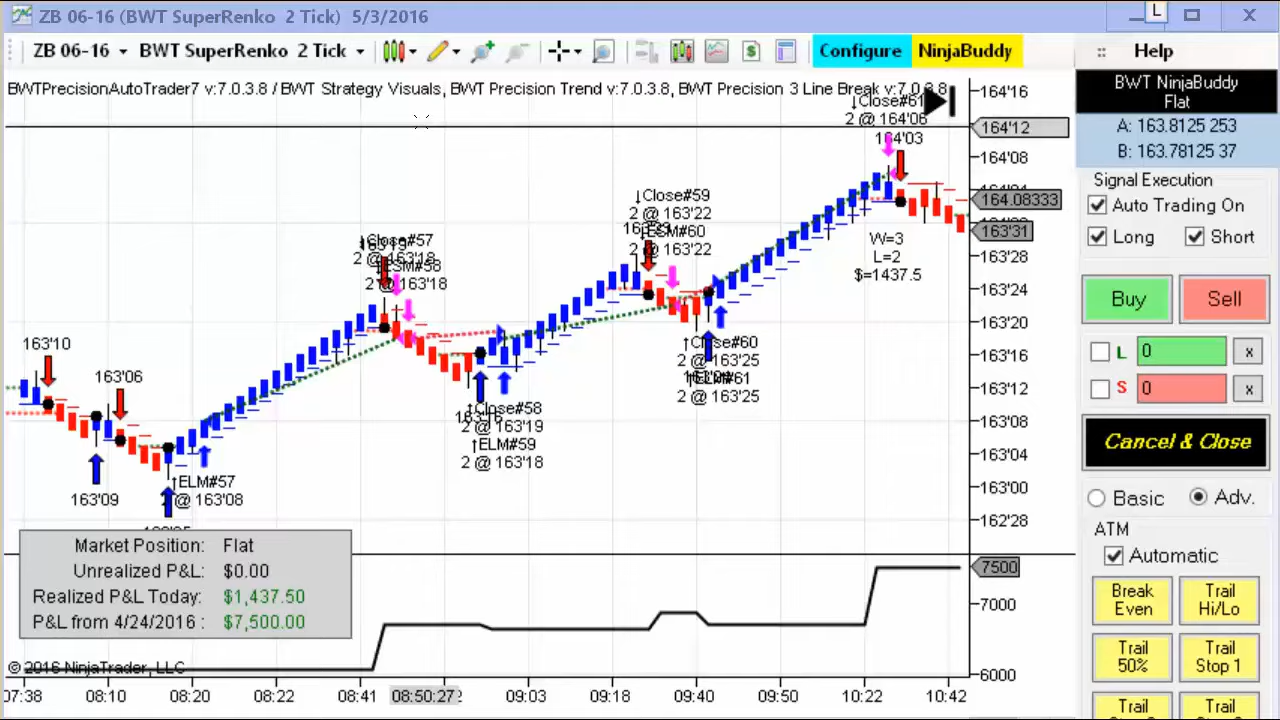 ZB 06-16 (BWT SuperRenko 2 Tick) 5/3/2016
L
ZB 06-16 BWT SuperRenko 2 Tick $ Configure NinjaBuddy
Help
BWTPrecisionAutoTrader7 v:7.0.3.8 / BWT Strategy Visuals, BWT Precision Trend v:7.0.3.8, BWT Precision 3 Line Break v:7.0.3.8
↓Close#61
2 @ 164'06
164'03
↓Close#59
2 @ 163'22
↓ESM#60
2 @ 163'22
↓Close#57
2 @ 163'18
↓ESM#58
2 @ 163'18
W=3
L=2
$=1437.5
163'10
163'06
↑Close#60
2 @ 163'25
↑ELM#61
2 @ 163'25
↑Close#58
2 @ 163'19
↑ELM#59
2 @ 163'18
↑ELM#57
2 @ 163'08
163'09
164'16
164'12
164'08
164'04
164.08333
163'31
163'28
163'24
163'20
163'16
163'12
163'08
163'04
163'00
162'28
7500
7000
6000
Market Position: Flat
Unrealized P&L: $0.00
Realized P&L Today: $1,437.50
P&L from 4/24/2016 : $7,500.00
© 2016 NinjaTrader, LLC
07:38 08:10 08:20 08:22 08:41 08:50:27 09:03 09:18 09:40 09:50 10:22 10:42
BWT NinjaBuddy
Flat
A: 163.8125 253
B: 163.78125 37
Signal Execution
Auto Trading On
Long Short
Buy Sell
L 0 x
S 0 x
Cancel & Close
Basic Adv.
ATM
Automatic
Break Even
Trail Hi/Lo
Trail 50%
Trail Stop 1
Trail
Trail